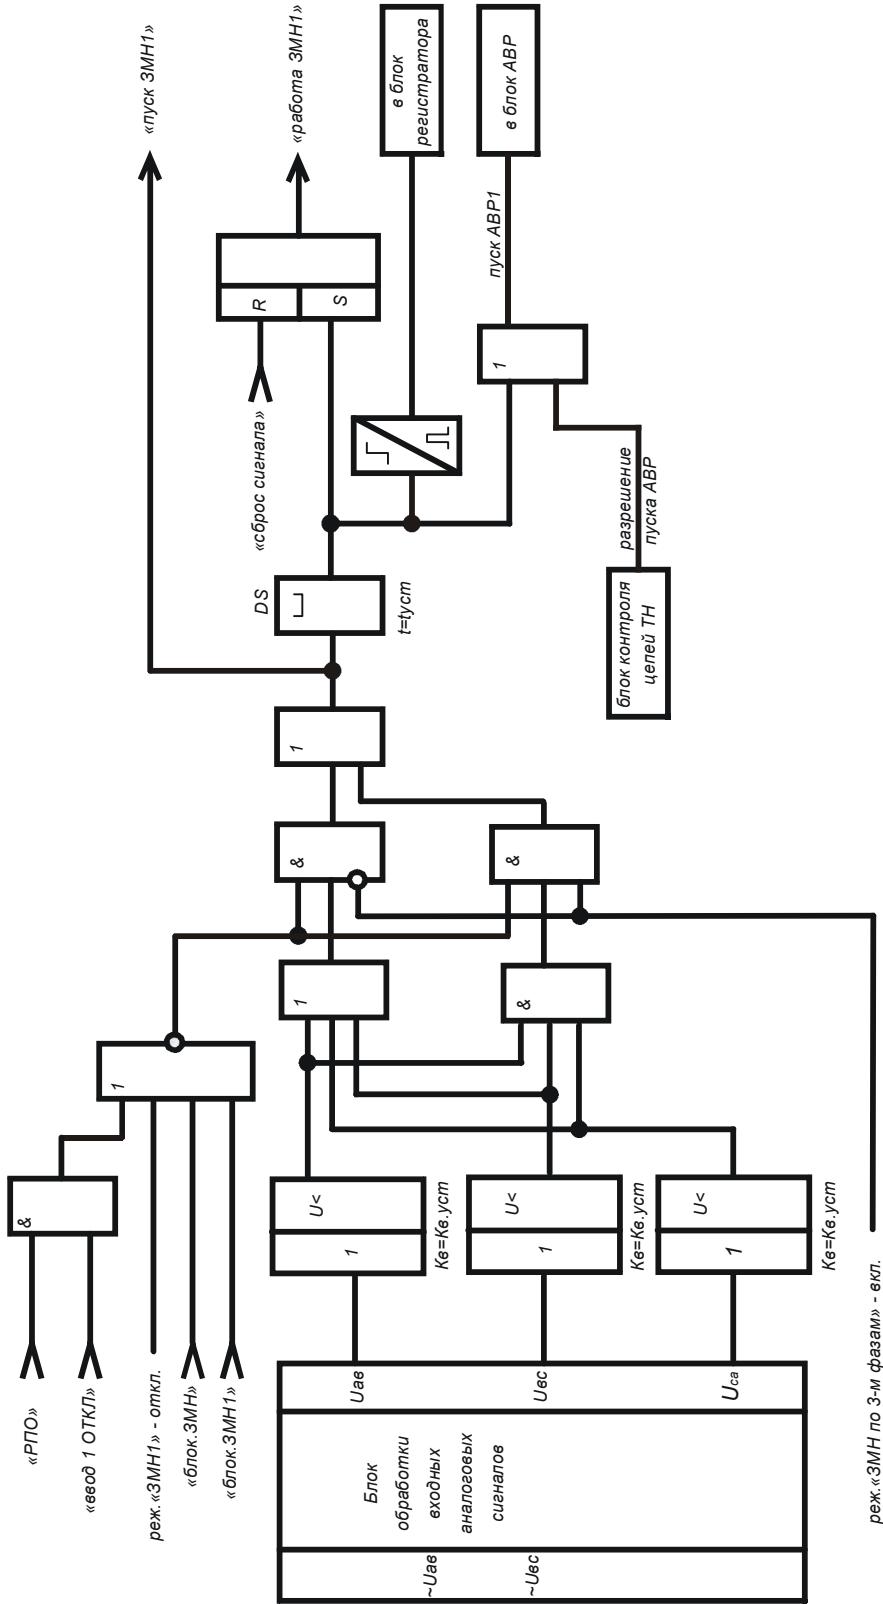 «РПО»
«ввод 1 ОТКЛ»
реж.«ЗМН1» - откл.
«блок.ЗМН»
«блок.ЗМН1»
&
1
~Uав
~Uвс
Блок
обработки
входных
аналоговых
сигналов
Uав
Uвс
Uса
1
U<
Кв=Кв.уст
1
U<
Кв=Кв.уст
1
U<
Кв=Кв.уст
реж.«ЗМН по 3-м фазам» - вкл.
1
&
&
&
1
DS
t=tуст
«пуск ЗМН1»
«сброс сигнала»
R
S
«работа ЗМН1»
в блок
регистратора
блок контроля
цепей ТН
разрешение
пуска АВР
1
пуск АВР1
в блок АВР